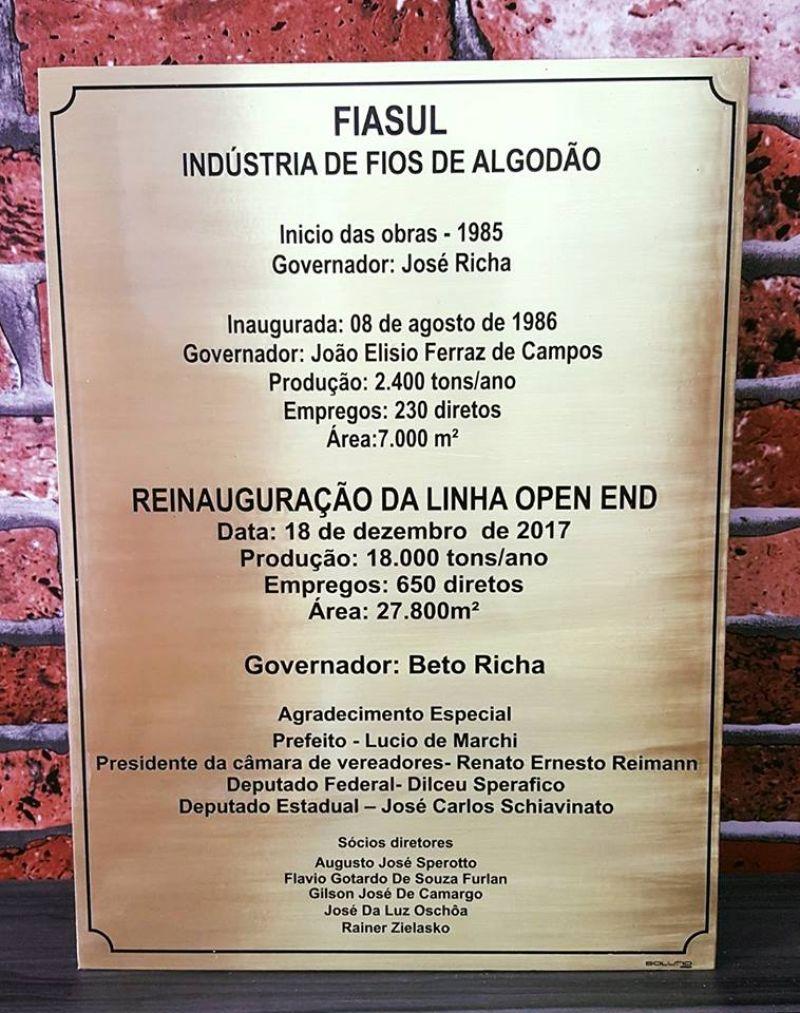 FIASUL
INDÚSTRIA DE FIOS DE ALGODÃO
Inicio das obras - 1985
Governador: José Richa
Inaugurada: 08 de agosto de 1986
Governador: João Elisio Ferraz de Campos
Produção: 2.400 tons/ano
Empregos: 230 diretos
Área:7.000 m²
REINAUGURAÇÃO DA LINHA OPEN END
Data: 18 de dezembro de 2017
Produção: 18.000 tons/ano
Empregos: 650 diretos
Área: 27.800m²
Governador: Beto Richa
Agradecimento Especial
Prefeito - Lucio de Marchi
Presidente da câmara de vereadores- Renato Ernesto Reimann
Deputado Federal- Dilceu Sperafico
Deputado Estadual – José Carlos Schiavinato
Sócios diretores
Augusto José Sperotto
Flavio Gotardo De Souza Furlan
Gilson José De Camargo
José Da Luz Oschôa
Rainer Zielasko